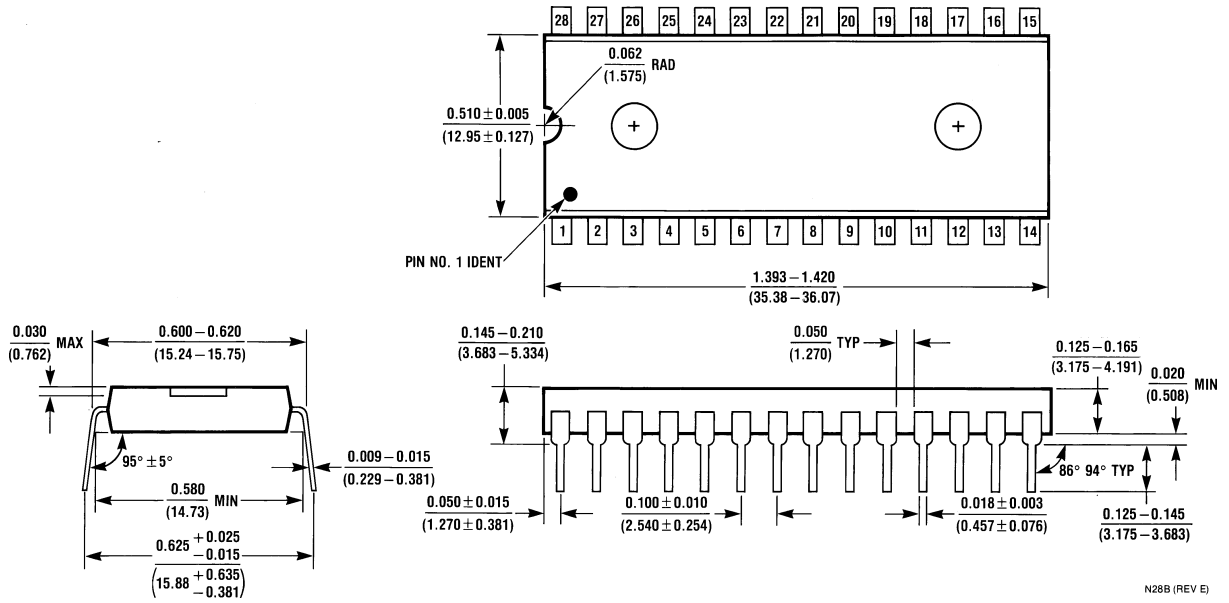 28 27 26 25 24 23 22 21 20 19 18 17 16 15
0.062
(1.575)
RAD
0.510 ± 0.005
(12.95 ± 0.127)
1 2 3 4 5 6 7 8 9 10 11 12 13 14
PIN NO. 1 IDENT
1.393 – 1.420
(35.38 – 36.07)
0.030
(0.762)
MAX
0.600 – 0.620
(15.24 – 15.75)
95° ± 5°
0.580
(14.73)
MIN
0.009 – 0.015
(0.229 – 0.381)
0.625 + 0.025
– 0.015
(15.88 + 0.635
– 0.381)
0.145 – 0.210
(3.683 – 5.334)
0.050
(1.270)
TYP
0.125 – 0.165
(3.175 – 4.191)
0.020
(0.508)
MIN
86° 94° TYP
0.050 ± 0.015
(1.270 ± 0.381)
0.100 ± 0.010
(2.540 ± 0.254)
0.018 ± 0.003
(0.457 ± 0.076)
0.125 – 0.145
(3.175 – 3.683)
N28B (REV E)